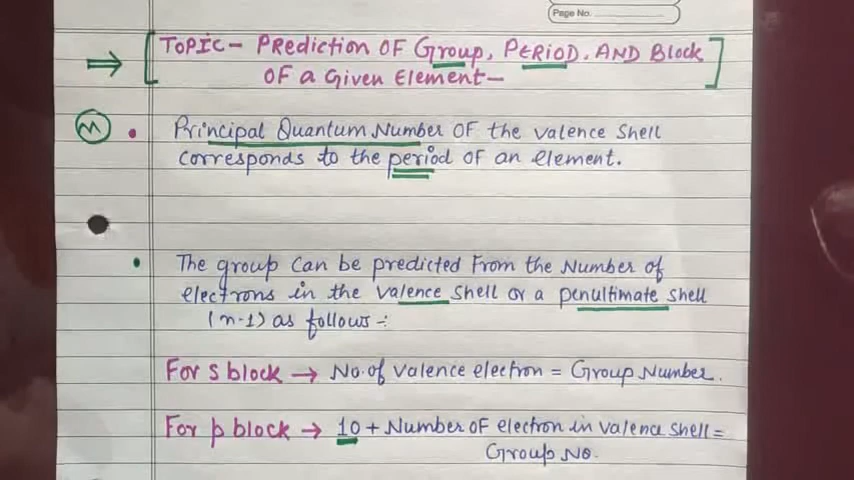 Page No.
TOPIC- PREDICTION OF GROUP, PERIOD, AND BLOCK
OF A GIVEN ELEMENT-
M
• Principal Quantum Number OF the valence shell
corresponds to the period of an element.
• The group can be predicted from the Number of
electrons in the valence shell or a penultimate shell
(n-1) as follows :-
For s block → No. of valence electron = Group Number.
For p block → 10 + Number of electron in valence shell =
Group No.